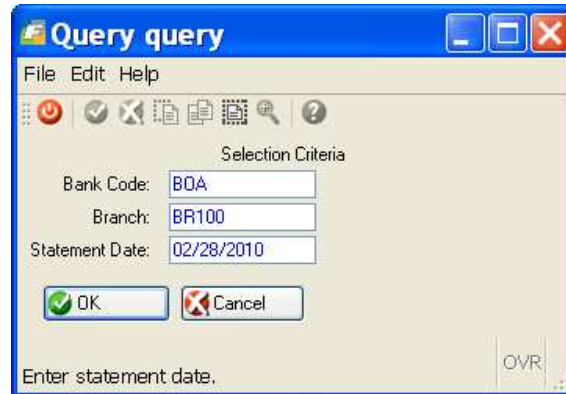 Query query
File Edit Help
Selection Criteria
Bank Code: BOA
Branch: BR100
Statement Date: 02/28/2010
OK Cancel
OVR
Enter statement date.